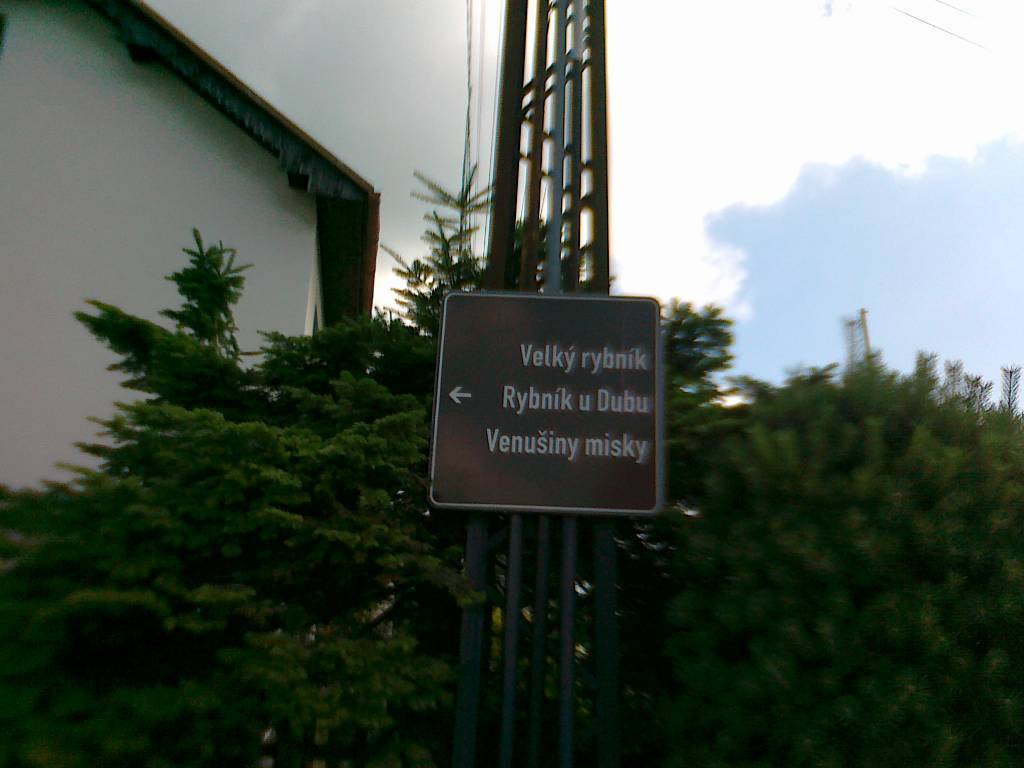 Velký rybník
← Rybník u Dubu
Venušiny misky